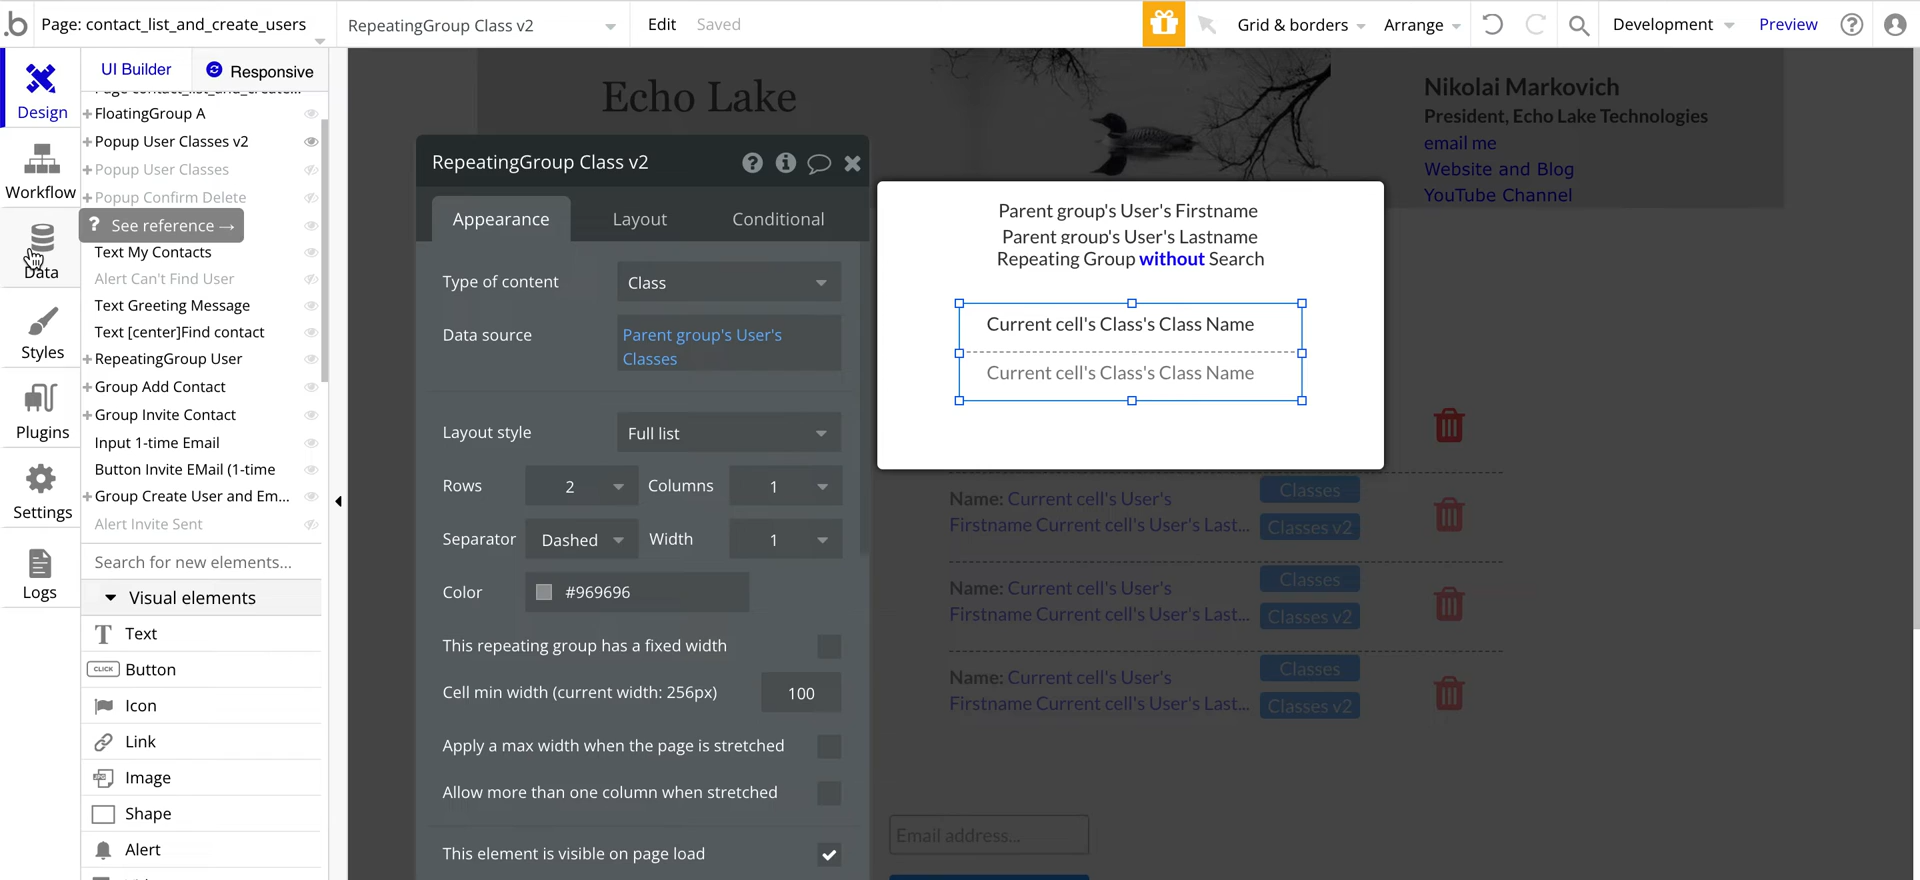 b Page: contact_list_and_create_users RepeatingGroup Class v2 Edit Saved Grid & borders Arrange Development Preview ?
Design
Workflow
Data
Styles
Plugins
Settings
Logs
UI Builder Responsive
Page contact_list_and_create...
FloatingGroup A
Popup User Classes v2
Popup User Classes
Popup Confirm Delete
? See reference →
Text My Contacts
Alert Can't Find User
Text Greeting Message
Text [center]Find contact
RepeatingGroup User
Group Add Contact
Group Invite Contact
Input 1-time Email
Button Invite EMail (1-time
Group Create User and Em...
Alert Invite Sent
Search for new elements...
Visual elements
Text
CLICK Button
Icon
Link
Image
Shape
Alert
RepeatingGroup Class v2
Appearance Layout Conditional
Type of content Class
Data source Parent group's User's
Classes
Layout style Full list
Rows 2 Columns 1
Separator Dashed Width 1
Color #969696
This repeating group has a fixed width
Cell min width (current width: 256px) 100
Apply a max width when the page is stretched
Allow more than one column when stretched
This element is visible on page load
Echo Lake
Nikolai Markovich
President, Echo Lake Technologies
email me
Website and Blog
YouTube Channel
Parent group's User's Firstname
Parent group's User's Lastname
Repeating Group without Search
Current cell's Class's Class Name
Current cell's Class's Class Name
Name: Current cell's User's Classes
Firstname Current cell's User's Last... Classes v2
Name: Current cell's User's Classes
Firstname Current cell's User's Last... Classes v2
Name: Current cell's User's Classes
Firstname Current cell's User's Last... Classes v2
Email address...